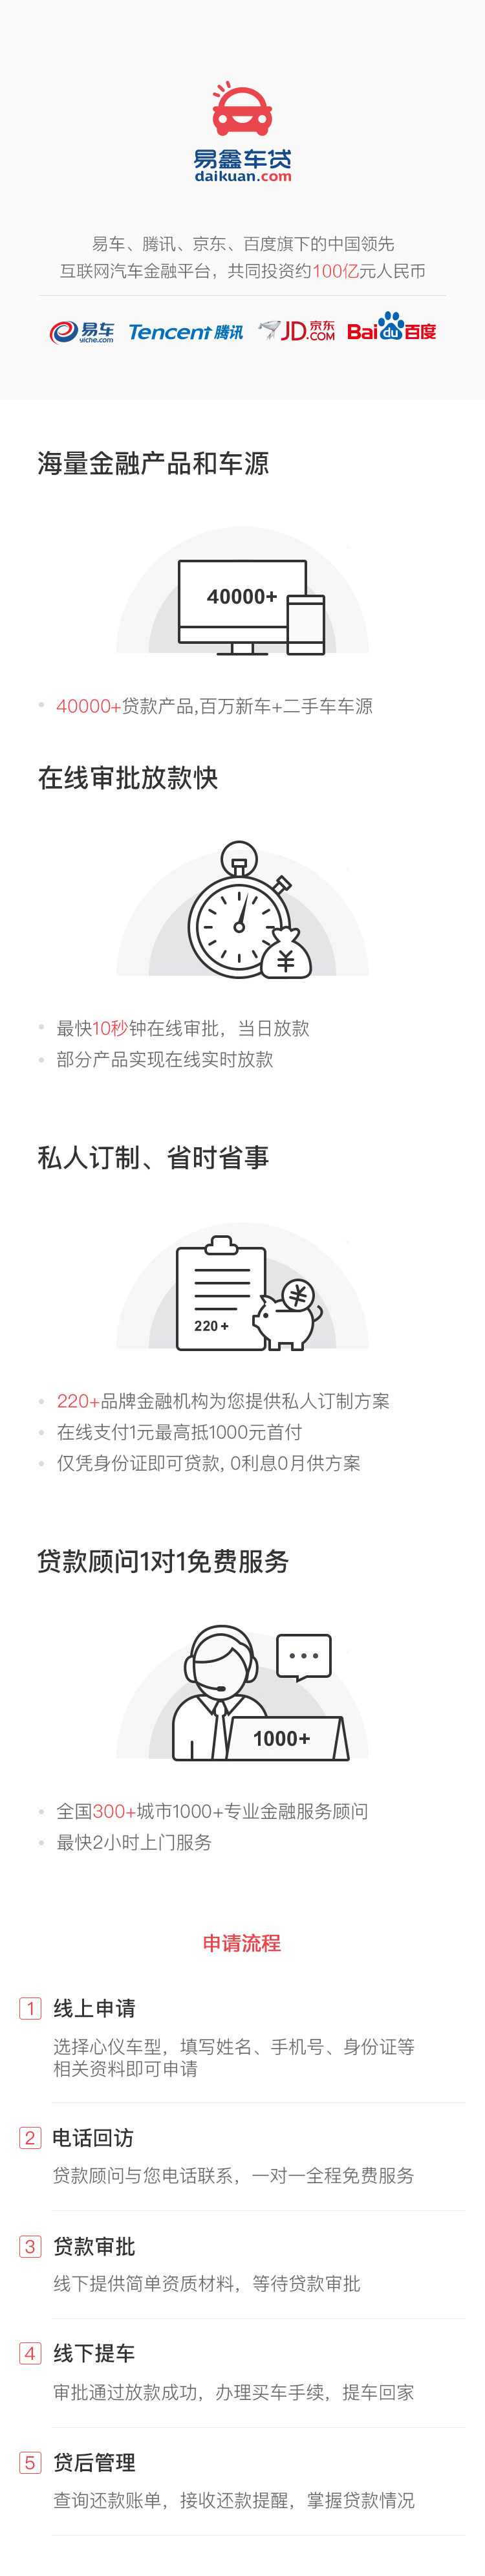 易鑫车贷
daikuan.com
易车、腾讯、京东、百度旗下的中国领先
互联网汽车金融平台，共同投资约100亿元人民币
易车 yiche.com Tencent 腾讯 JD京东.COM Bai du 百度
海量金融产品和车源
40000+
40000+贷款产品,百万新车+二手车车源
在线审批放款快
¥
最快10秒钟在线审批，当日放款
部分产品实现在线实时放款
私人订制、省时省事
¥
220+
220+品牌金融机构为您提供私人订制方案
在线支付1元最高抵1000元首付
仅凭身份证即可贷款, 0利息0月供方案
贷款顾问1对1免费服务
1000+
全国300+城市1000+专业金融服务顾问
最快2小时上门服务
申请流程
1 线上申请
选择心仪车型，填写姓名、手机号、身份证等
相关资料即可申请
2 电话回访
贷款顾问与您电话联系，一对一全程免费服务
3 贷款审批
线下提供简单资质材料，等待贷款审批
4 线下提车
审批通过放款成功，办理买车手续，提车回家
5 贷后管理
查询还款账单，接收还款提醒，掌握贷款情况